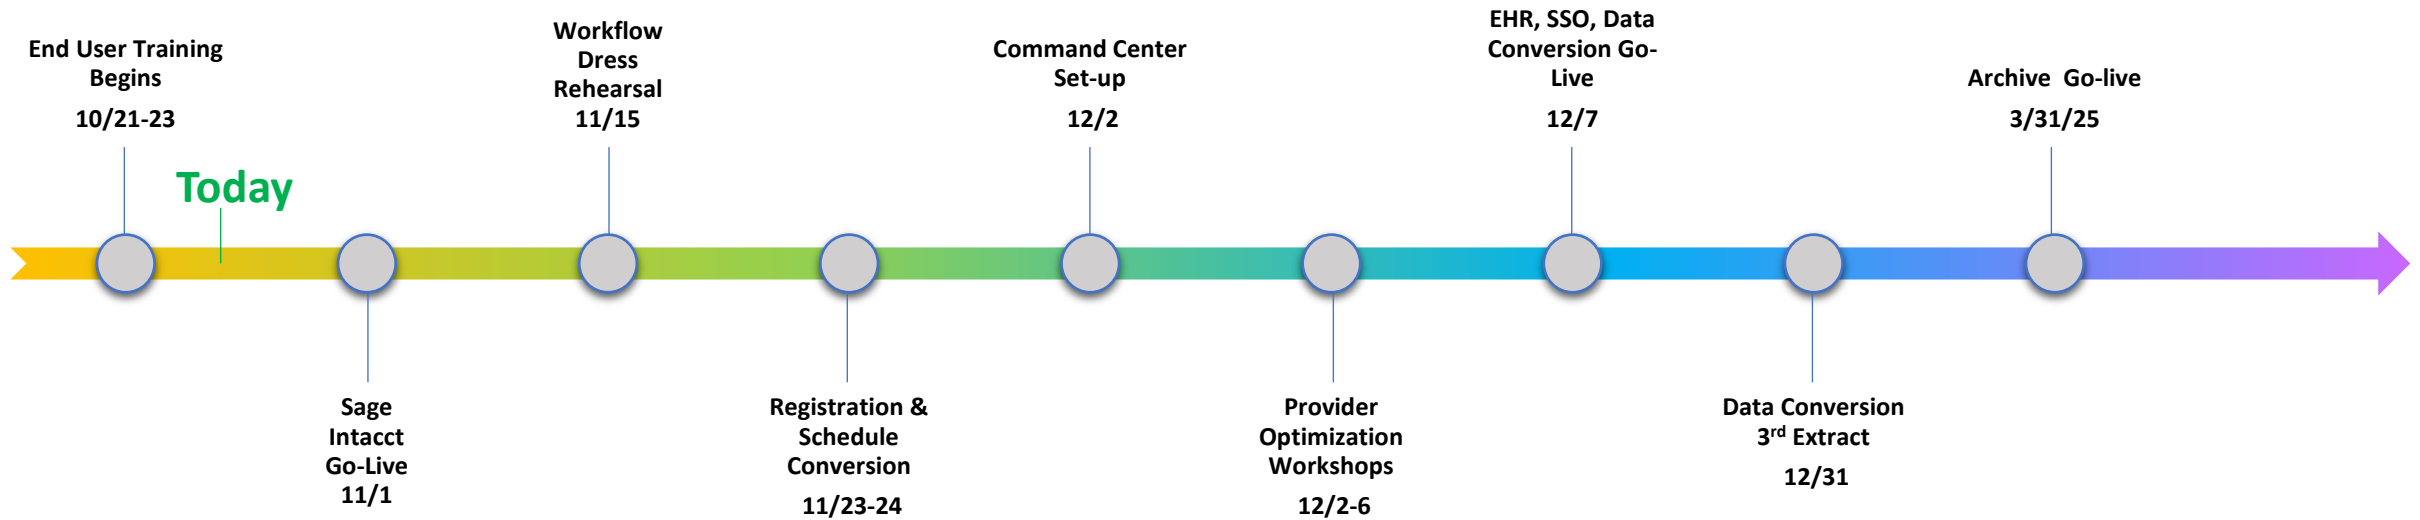 End User Training
Begins
10/21-23
Today
Sage
Intacct
Go-Live
11/1
Workflow
Dress
Rehearsal
11/15
Registration &
Schedule
Conversion
11/23-24
Command Center
Set-up
12/2
Provider
Optimization
Workshops
12/2-6
EHR, SSO, Data
Conversion Go-
Live
12/7
Data Conversion
3rd Extract
12/31
Archive  Go-live
3/31/25